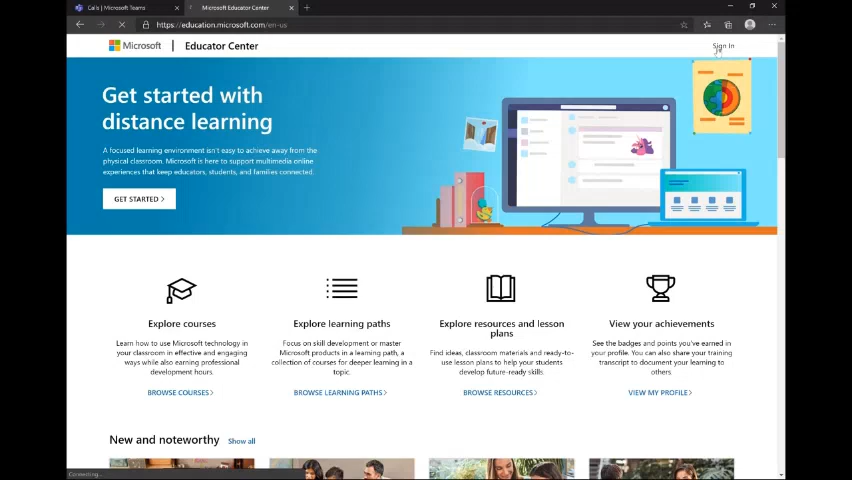 Calls | Microsoft Teams
Microsoft Educator Center
https://education.microsoft.com/en-us
Microsoft | Educator Center
Sign In
Get started with
distance learning
A focused learning environment isn't easy to achieve away from the
physical classroom. Microsoft is here to support multimedia online
experiences that keep educators, students, and families connected.
GET STARTED >
Explore courses
Learn how to use Microsoft technology in
your classroom in effective and engaging
ways while also earning professional
development hours.
BROWSE COURSES >
Explore learning paths
Focus on skill development or master
Microsoft products in a learning path, a
collection of courses for deeper learning in a
topic.
BROWSE LEARNING PATHS >
Explore resources and lesson
plans
Find ideas, classroom materials and ready-to-
use lesson plans to help your students
develop future-ready skills.
BROWSE RESOURCES >
View your achievements
See the badges and points you've earned in
your profile. You can also share your training
transcript to document your learning to
others.
VIEW MY PROFILE >
New and noteworthy Show all
Connecting...